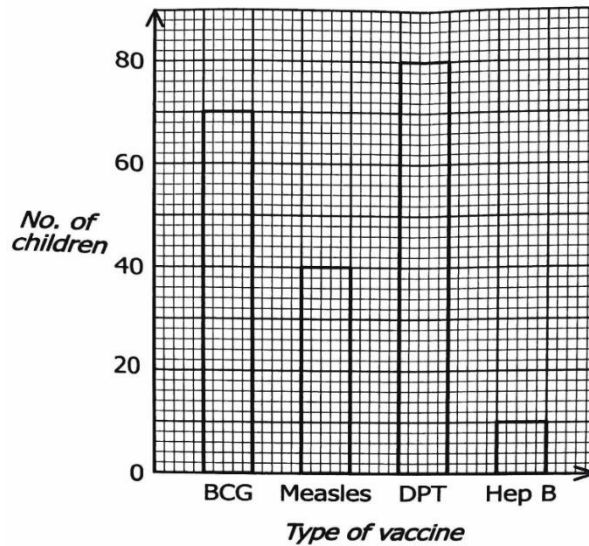 80
60
No. of
children
40
20
0
BCG Measles DPT Hep B
Type of vaccine